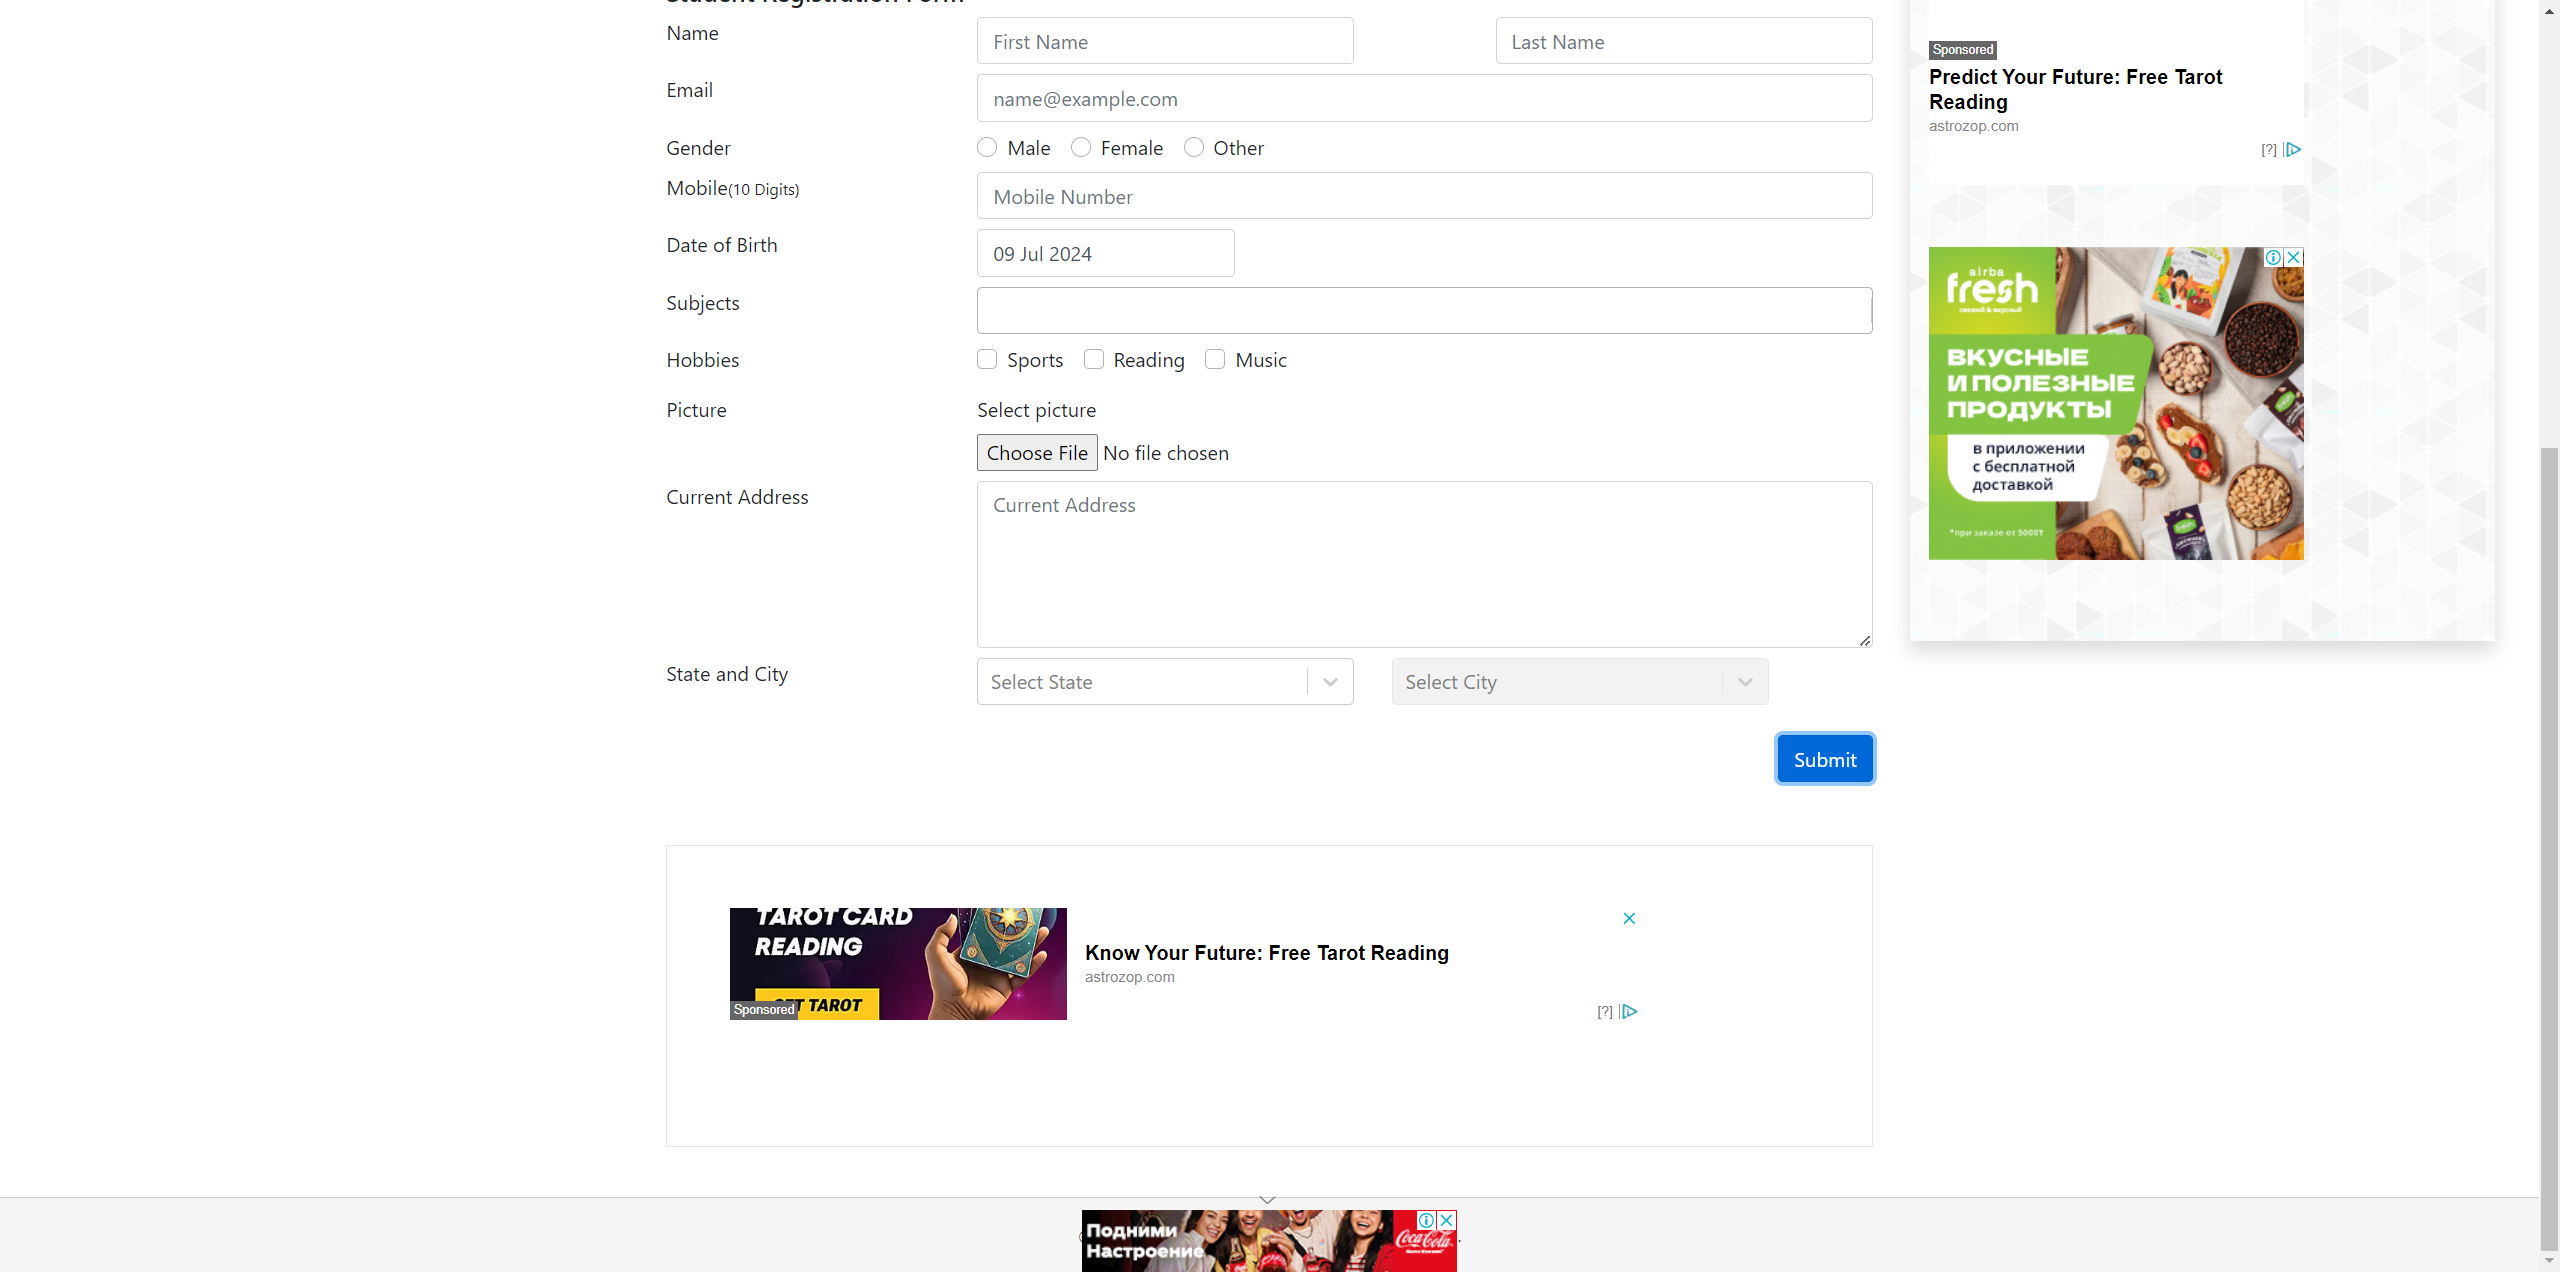 Student Registration Form
Name
First Name
Last Name
Email
name@example.com
Gender
Male
Female
Other
Mobile(10 Digits)
Mobile Number
Date of Birth
09 Jul 2024
Subjects
Hobbies
Sports
Reading
Music
Picture
Select picture
Choose File
No file chosen
Current Address
Current Address
State and City
Select State
Select City
Submit
Sponsored
Predict Your Future: Free Tarot
Reading
astrozop.com
[?]
airba
fresh
свежий & вкусный
ВКУСНЫЕ
И ПОЛЕЗНЫЕ
ПРОДУКТЫ
в приложении
с бесплатной
доставкой
*при заказе от 5000₸
TAROT CARD
READING
T TAROT
Sponsored
Know Your Future: Free Tarot Reading
astrozop.com
[?]
Подними
Настроение
Coca-Cola